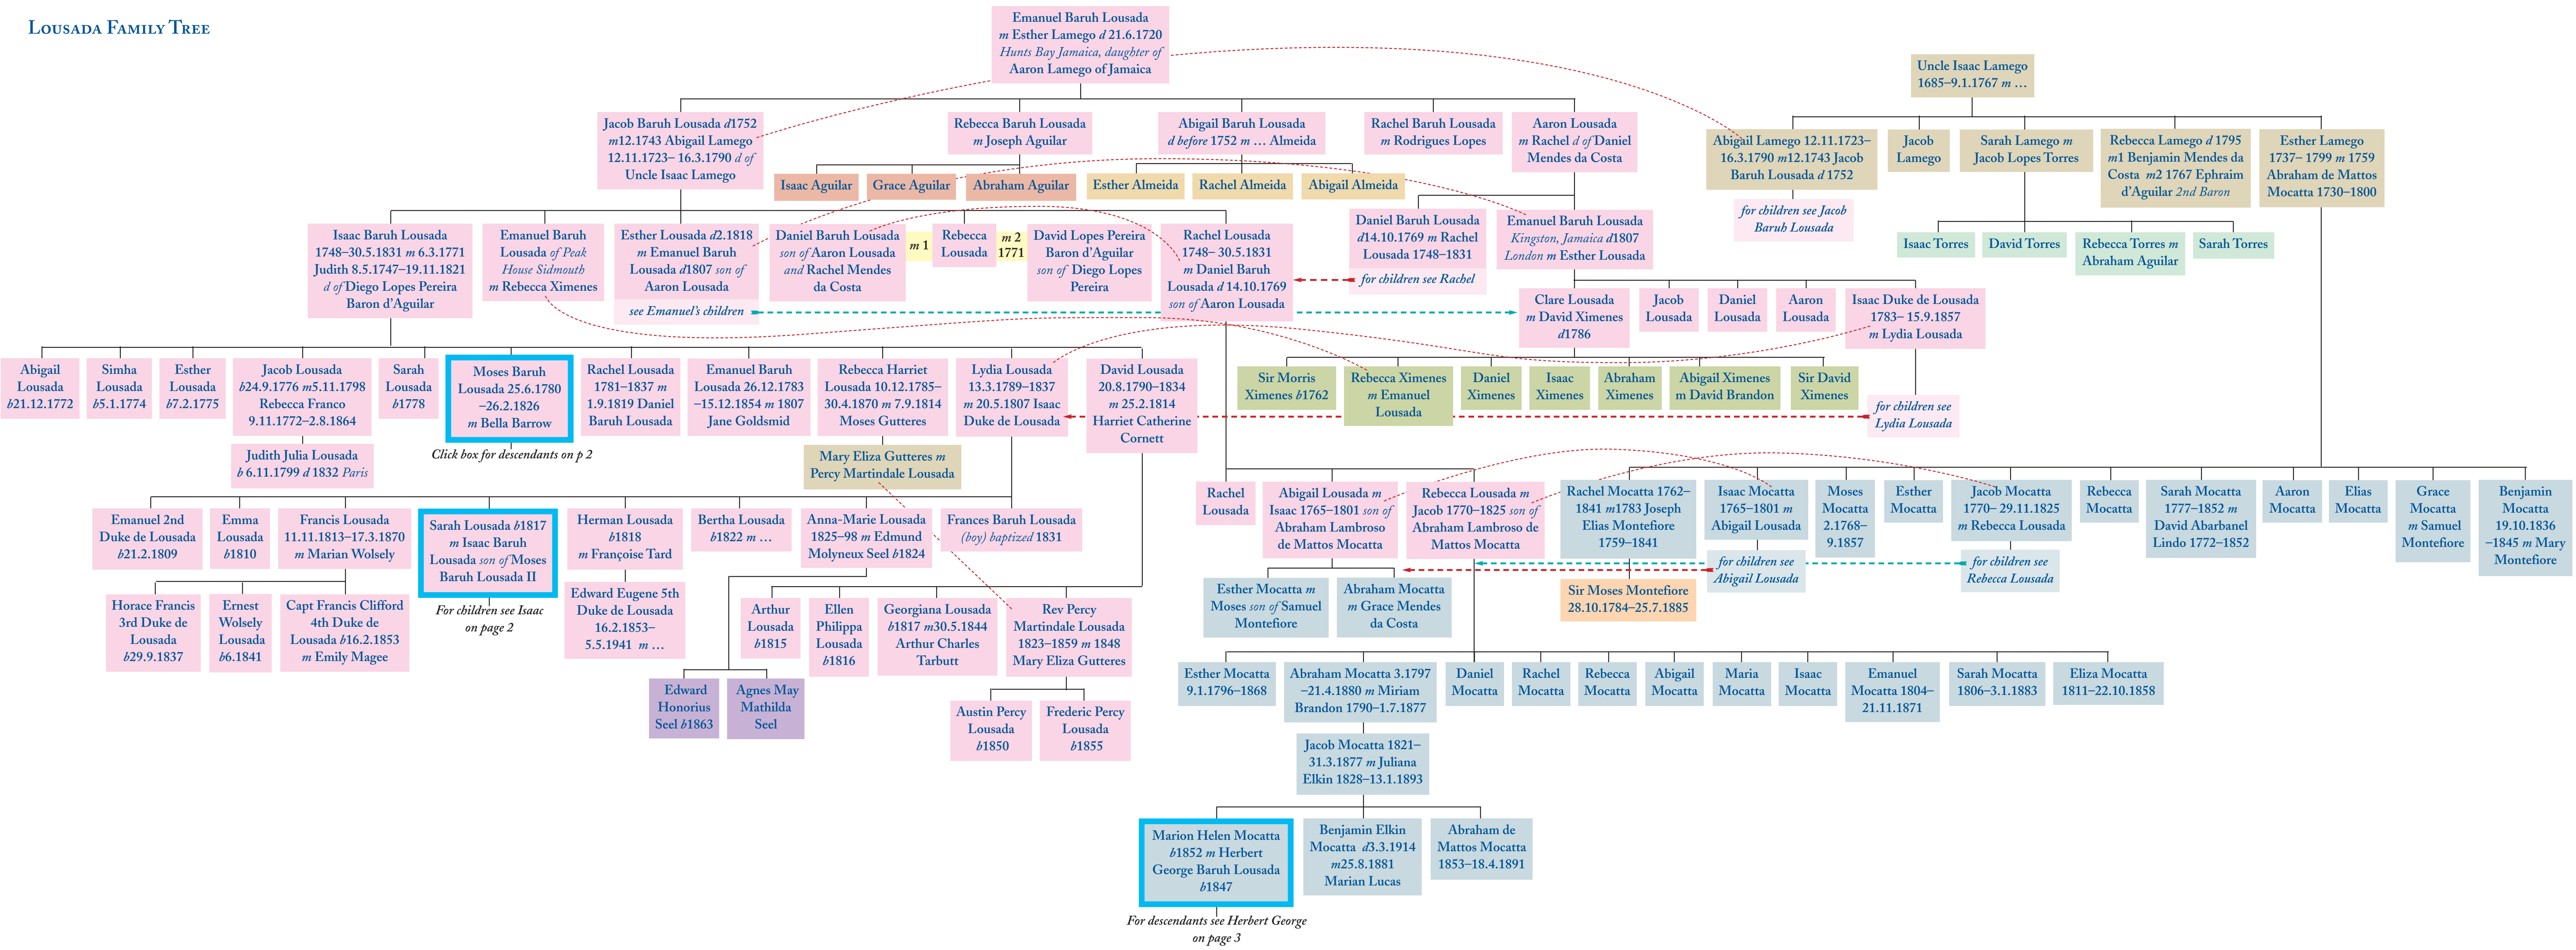 LOUSADA FAMILY TREE
Emanuel Baruh Lousada
m Esther Lamego d 21.6.1720
Hunts Bay Jamaica, daughter of
Aaron Lamego of Jamaica
Uncle Isaac Lamego
1685–9.1.1767 m …
Jacob Baruh Lousada d1752
m12.1743 Abigail Lamego
12.11.1723– 16.3.1790 d of
Uncle Isaac Lamego
Rebecca Baruh Lousada
m Joseph Aguilar
Abigail Baruh Lousada
d before 1752 m … Almeida
Rachel Baruh Lousada
m Rodrigues Lopes
Aaron Lousada
m Rachel d of Daniel
Mendes da Costa
Abigail Lamego 12.11.1723–
16.3.1790 m12.1743 Jacob
Baruh Lousada d 1752
Jacob
Lamego
Sarah Lamego m
Jacob Lopes Torres
Rebecca Lamego d 1795
m1 Benjamin Mendes da
Costa m2 1767 Ephraim
d’Aguilar 2nd Baron
Esther Lamego
1737– 1799 m 1759
Abraham de Mattos
Mocatta 1730–1800
Isaac Aguilar
Grace Aguilar
Abraham Aguilar
Esther Almeida
Rachel Almeida
Abigail Almeida
for children see Jacob
Baruh Lousada
Isaac Baruh Lousada
1748–30.5.1831 m 6.3.1771
Judith 8.5.1747–19.11.1821
d of Diego Lopes Pereira
Baron d’Aguilar
Emanuel Baruh
Lousada of Peak
House Sidmouth
m Rebecca Ximenes
Esther Lousada d2.1818
m Emanuel Baruh
Lousada d1807 son of
Aaron Lousada
see Emanuel’s children
Daniel Baruh Lousada
son of Aaron Lousada
and Rachel Mendes
da Costa
m 1
Rebecca
Lousada
m 2
1771
David Lopes Pereira
Baron d’Aguilar
son of Diego Lopes
Pereira
Rachel Lousada
1748– 30.5.1831
m Daniel Baruh
Lousada d 14.10.1769
son of Aaron Lousada
Daniel Baruh Lousada
d14.10.1769 m Rachel
Lousada 1748–1831
for children see Rachel
Emanuel Baruh Lousada
Kingston, Jamaica d1807
London m Esther Lousada
Isaac Torres
David Torres
Rebecca Torres m
Abraham Aguilar
Sarah Torres
Clare Lousada
m David Ximenes
d1786
Jacob
Lousada
Daniel
Lousada
Aaron
Lousada
Isaac Duke de Lousada
1783– 15.9.1857
m Lydia Lousada
Abigail
Lousada
b21.12.1772
Simha
Lousada
b5.1.1774
Esther
Lousada
b7.2.1775
Jacob Lousada
b24.9.1776 m5.11.1798
Rebecca Franco
9.11.1772–2.8.1864
Judith Julia Lousada
b 6.11.1799 d 1832 Paris
Sarah
Lousada
b1778
Moses Baruh
Lousada 25.6.1780
–26.2.1826
m Bella Barrow
Click box for descendants on p 2
Rachel Lousada
1781–1837 m
1.9.1819 Daniel
Baruh Lousada
Emanuel Baruh
Lousada 26.12.1783
–15.12.1854 m 1807
Jane Goldsmid
Rebecca Harriet
Lousada 10.12.1785–
30.4.1870 m 7.9.1814
Moses Gutteres
Mary Eliza Gutteres m
Percy Martindale Lousada
Lydia Lousada
13.3.1789–1837
m 20.5.1807 Isaac
Duke de Lousada
David Lousada
20.8.1790–1834
m 25.2.1814
Harriet Catherine
Cornett
Sir Morris
Ximenes b1762
Rebecca Ximenes
m Emanuel
Lousada
Daniel
Ximenes
Isaac
Ximenes
Abraham
Ximenes
Abigail Ximenes
m David Brandon
Sir David
Ximenes
for children see
Lydia Lousada
Emanuel 2nd
Duke de Lousada
b21.2.1809
Emma
Lousada
b1810
Francis Lousada
11.11.1813–17.3.1870
m Marian Wolsely
Sarah Lousada b1817
m Isaac Baruh
Lousada son of Moses
Baruh Lousada II
For children see Isaac
on page 2
Herman Lousada
b1818
m Françoise Tard
Bertha Lousada
b1822 m …
Anna-Marie Lousada
1825–98 m Edmund
Molyneux Seel b1824
Frances Baruh Lousada
(boy) baptized 1831
Rachel
Lousada
Abigail Lousada m
Isaac 1765–1801 son of
Abraham Lambroso
de Mattos Mocatta
Rebecca Lousada m
Jacob 1770–1825 son of
Abraham Lambroso de
Mattos Mocatta
Rachel Mocatta 1762–
1841 m1783 Joseph
Elias Montefiore
1759–1841
Isaac Mocatta
1765–1801 m
Abigail Lousada
for children see
Abigail Lousada
Moses
Mocatta
2.1768–
9.1857
Esther
Mocatta
Jacob Mocatta
1770– 29.11.1825
m Rebecca Lousada
for children see
Rebecca Lousada
Rebecca
Mocatta
Sarah Mocatta
1777–1852 m
David Abarbanel
Lindo 1772–1852
Aaron
Mocatta
Elias
Mocatta
Grace
Mocatta
m Samuel
Montefiore
Benjamin
Mocatta
19.10.1836
–1845 m Mary
Montefiore
Horace Francis
3rd Duke de
Lousada
b29.9.1837
Ernest
Wolsely
Lousada
b6.1841
Capt Francis Clifford
4th Duke de
Lousada b16.2.1853
m Emily Magee
Edward Eugene 5th
Duke de Lousada
16.2.1853–
5.5.1941 m …
Arthur
Lousada
b1815
Ellen
Philippa
Lousada
b1816
Georgiana Lousada
b1817 m30.5.1844
Arthur Charles
Tarbutt
Rev Percy
Martindale Lousada
1823–1859 m 1848
Mary Eliza Gutteres
Esther Mocatta m
Moses son of Samuel
Montefiore
Abraham Mocatta
m Grace Mendes
da Costa
Sir Moses Montefiore
28.10.1784–25.7.1885
Edward
Honorius
Seel b1863
Agnes May
Mathilda
Seel
Austin Percy
Lousada
b1850
Frederic Percy
Lousada
b1855
Esther Mocatta
9.1.1796–1868
Abraham Mocatta 3.1797
–21.4.1880 m Miriam
Brandon 1790–1.7.1877
Daniel
Mocatta
Rachel
Mocatta
Rebecca
Mocatta
Abigail
Mocatta
Maria
Mocatta
Isaac
Mocatta
Emanuel
Mocatta 1804–
21.11.1871
Sarah Mocatta
1806–3.1.1883
Eliza Mocatta
1811–22.10.1858
Jacob Mocatta 1821–
31.3.1877 m Juliana
Elkin 1828–13.1.1893
Marion Helen Mocatta
b1852 m Herbert
George Baruh Lousada
b1847
For descendants see Herbert George
on page 3
Benjamin Elkin
Mocatta d3.3.1914
m25.8.1881
Marian Lucas
Abraham de
Mattos Mocatta
1853–18.4.1891